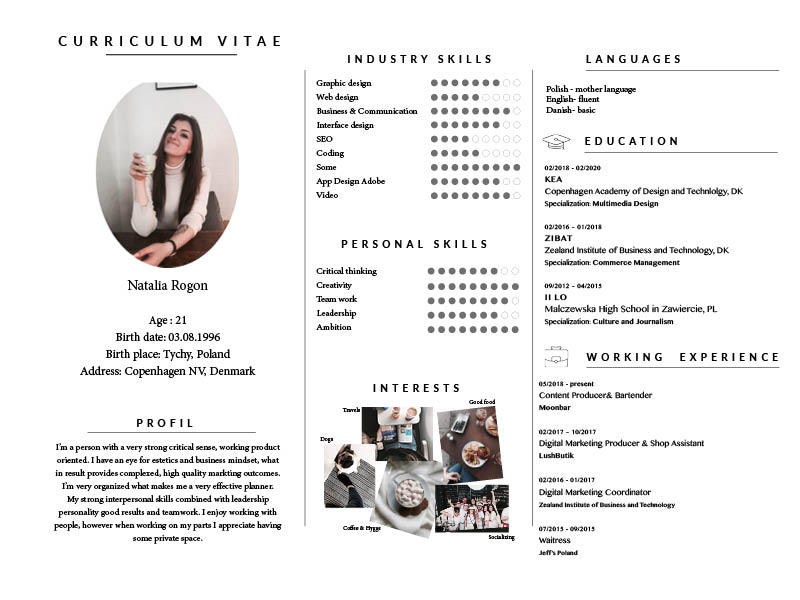 CURRICULUM VITAE
Natalia Rogon
Age : 21
Birth date: 03.08.1996
Birth place: Tychy, Poland
Address: Copenhagen NV, Denmark
PROFIL
I'm a person with a very strong critical sense, working product
oriented. I have an eye for estetics and business mindset, what
in result provides complexed, high quality markting outcomes.
I'm very organized what makes me a very effective planner.
My strong interpersonal skills combined with leadership
personality good results and teamwork. I enjoy working with
people, however when working on my parts I appreciate having
some private space.
INDUSTRY SKILLS
Graphic design
Web design
Business & Communication
Interface design
SEO
Coding
Some
App Design Adobe
Video
PERSONAL SKILLS
Critical thinking
Creativity
Team work
Leadership
Ambition
INTERESTS
Good food
Travels
Dogs
Coffee & Hygge
Socializing
LANGUAGES
Polish - mother language
English- fluent
Danish- basic
EDUCATION
02/2018 - 02/2020
KEA
Copenhagen Academy of Design and Technlolgy, DK
Specialization: Multimedia Design
02/2016 - 01/2018
ZIBAT
Zealand Institute of Business and Technology, DK
Specialization: Commerce Management
09/2012 - 04/2015
II LO
Malczewska High School in Zawiercie, PL
Specialization: Culture and Journalism
WORKING EXPERIENCE
05/2018 - present
Content Producer& Bartender
Moonbar
02/2017 - 10/2017
Digital Marketing Producer & Shop Assistant
LushButik
02/2016 - 01/2017
Digital Marketing Coordinator
Zealand Institute of Business and Technology
07/2015 - 09/2015
Waitress
Jeff's Poland